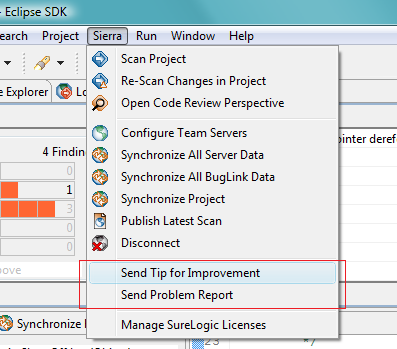 - Eclipse SDK
earch Project Sierra Run Window Help
Scan Project
Re-Scan Changes in Project
Open Code Review Perspective
Configure Team Servers
Synchronize All Server Data
Synchronize All BugLink Data
Synchronize Project
Publish Latest Scan
Disconnect
Send Tip for Improvement
Send Problem Report
Manage SureLogic Licenses
e Explorer Lo
4 Findin
ointer deref
0
1
3
0
0
ove
Synchronize
23 */